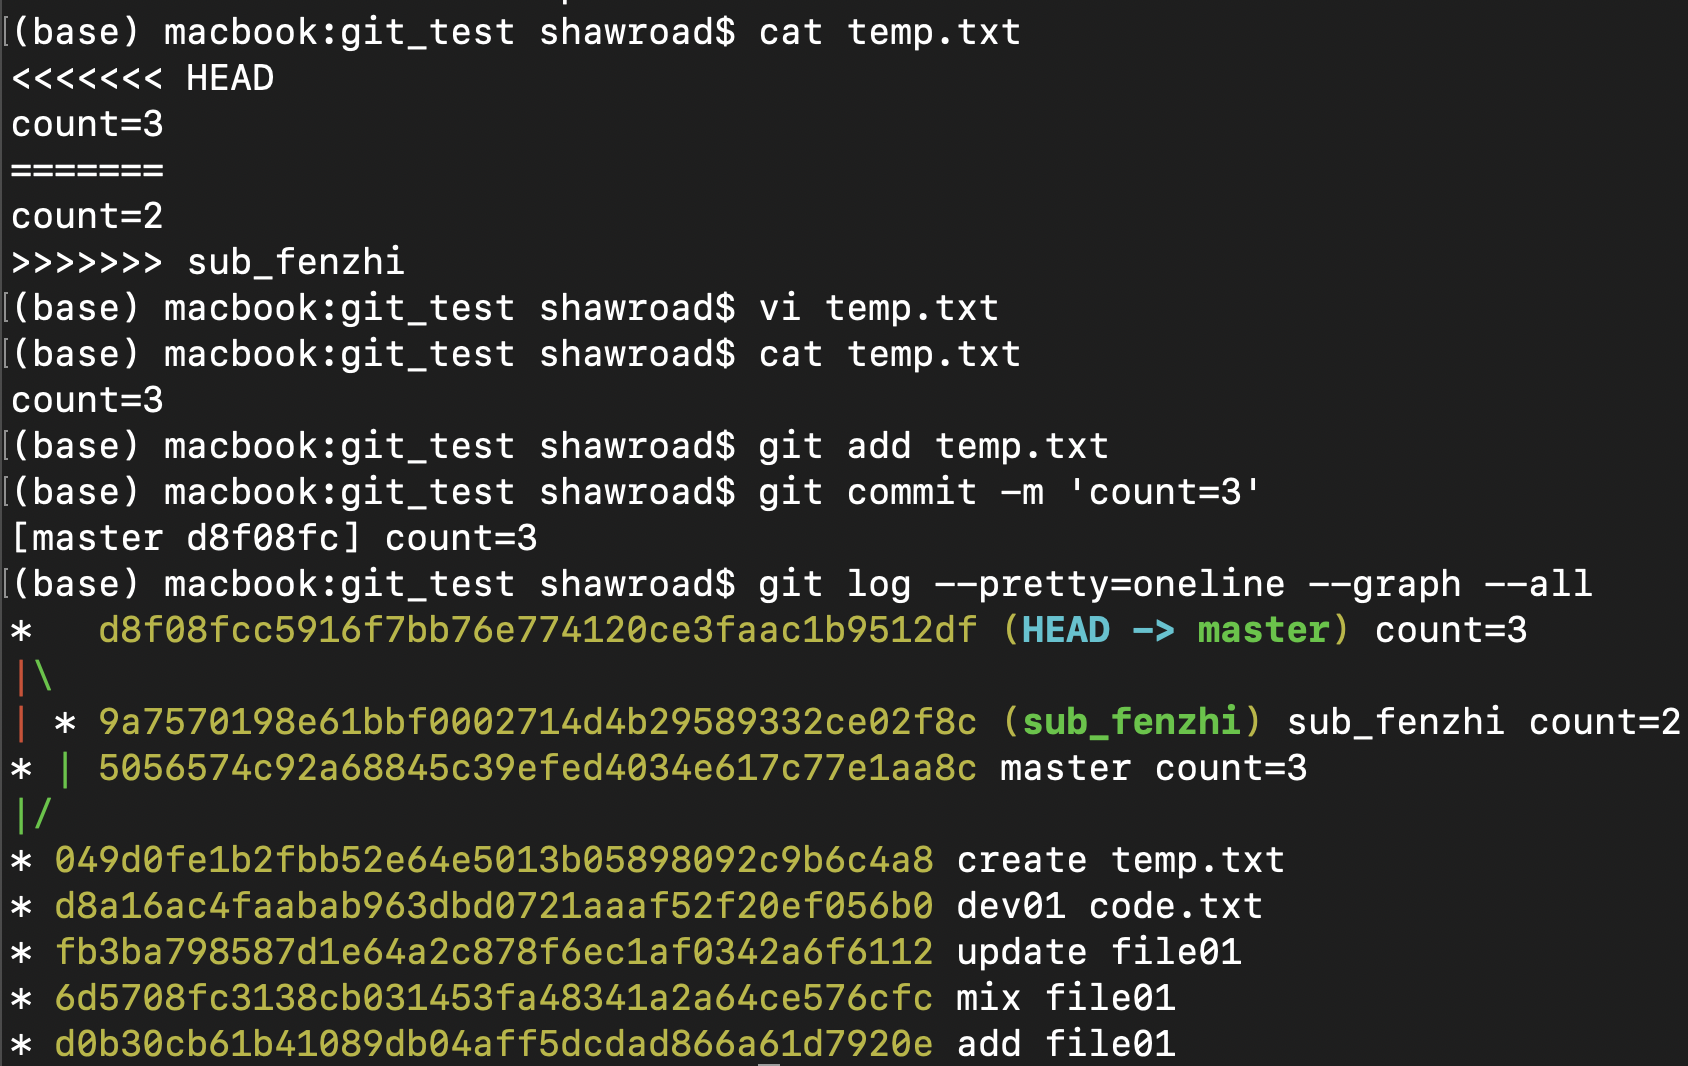 (base) macbook:git_test shawroad$ cat temp.txt
<<<<<<< HEAD
count=3
=======
count=2
>>>>>>> sub_fenzhi
(base) macbook:git_test shawroad$ vi temp.txt
(base) macbook:git_test shawroad$ cat temp.txt
count=3
(base) macbook:git_test shawroad$ git add temp.txt
(base) macbook:git_test shawroad$ git commit -m 'count=3'
[master d8f08fc] count=3
(base) macbook:git_test shawroad$ git log --pretty=oneline --graph --all
*   d8f08fcc5916f7bb76e774120ce3faac1b9512df (HEAD -> master) count=3
|\
| * 9a7570198e61bbf0002714d4b29589332ce02f8c (sub_fenzhi) sub_fenzhi count=2
* | 5056574c92a68845c39efed4034e617c77e1aa8c master count=3
|/
* 049d0fe1b2fbb52e64e5013b05898092c9b6c4a8 create temp.txt
* d8a16ac4faabab963dbd0721aaaf52f20ef056b0 dev01 code.txt
* fb3ba798587d1e64a2c878f6ec1af0342a6f6112 update file01
* 6d5708fc3138cb031453fa48341a2a64ce576cfc mix file01
* d0b30cb61b41089db04aff5dcdad866a61d7920e add file01